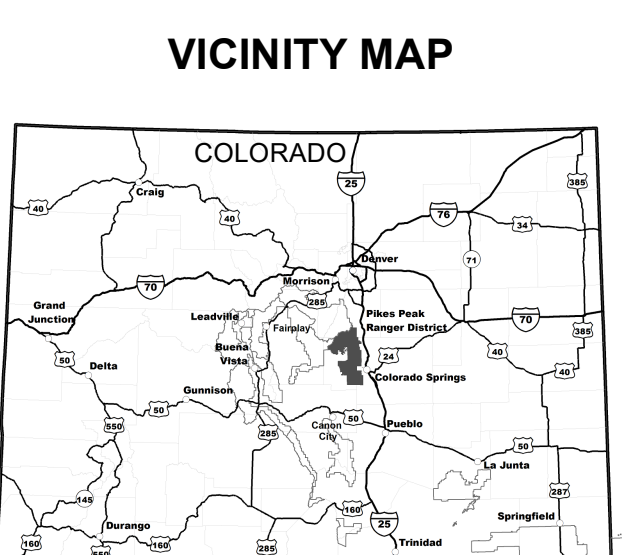 VICINITY MAP
COLORADO
25
385
Craig
40
40
76
34
Denver
71
Morrison
70
285
Grand
Junction
Leadville
Pikes Peak
Ranger District
Fairplay
70
385
50
Buena
Vista
24
40
Delta
40
Colorado Springs
Gunnison
50
50
550
Canon
City
Pueblo
285
50
La Junta
145
287
160
Springfield
25
Durango
160
160
285
550
Trinidad